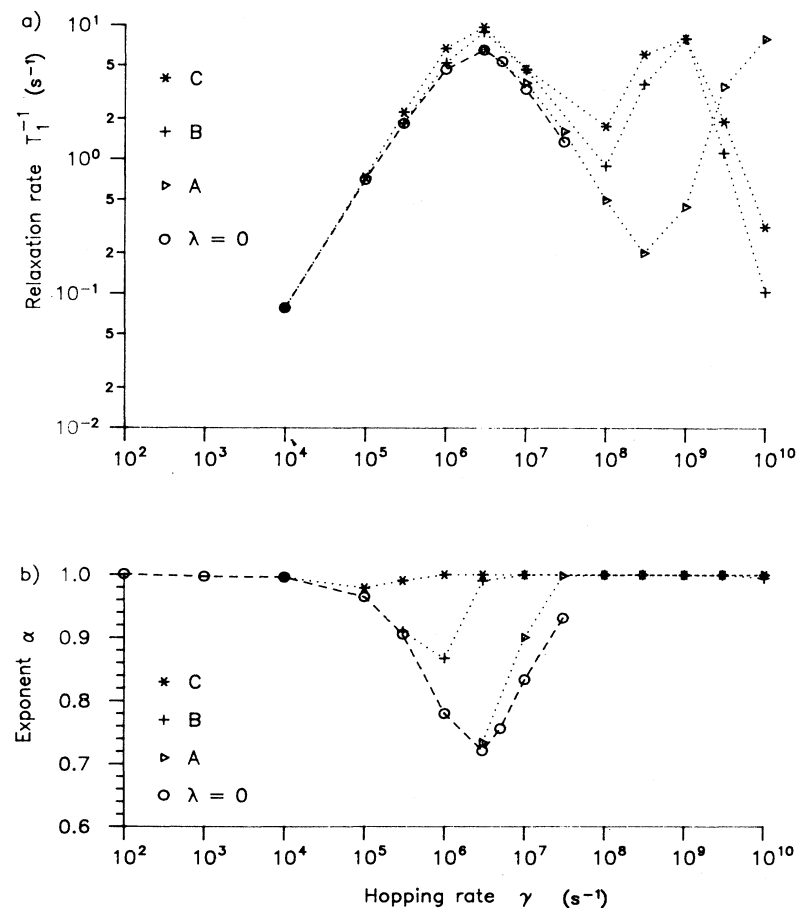 a)
Relaxation rate T₁⁻¹ (s⁻¹)
10¹
5
2
10⁰
5
2
10⁻¹
5
2
10⁻²
* C
+ B
▷ A
○ λ = 0
10² 10³ 10⁴ 10⁵ 10⁶ 10⁷ 10⁸ 10⁹ 10¹⁰
b)
Exponent α
1.0
0.9
0.8
0.7
0.6
* C
+ B
▷ A
○ λ = 0
10² 10³ 10⁴ 10⁵ 10⁶ 10⁷ 10⁸ 10⁹ 10¹⁰
Hopping rate γ (s⁻¹)